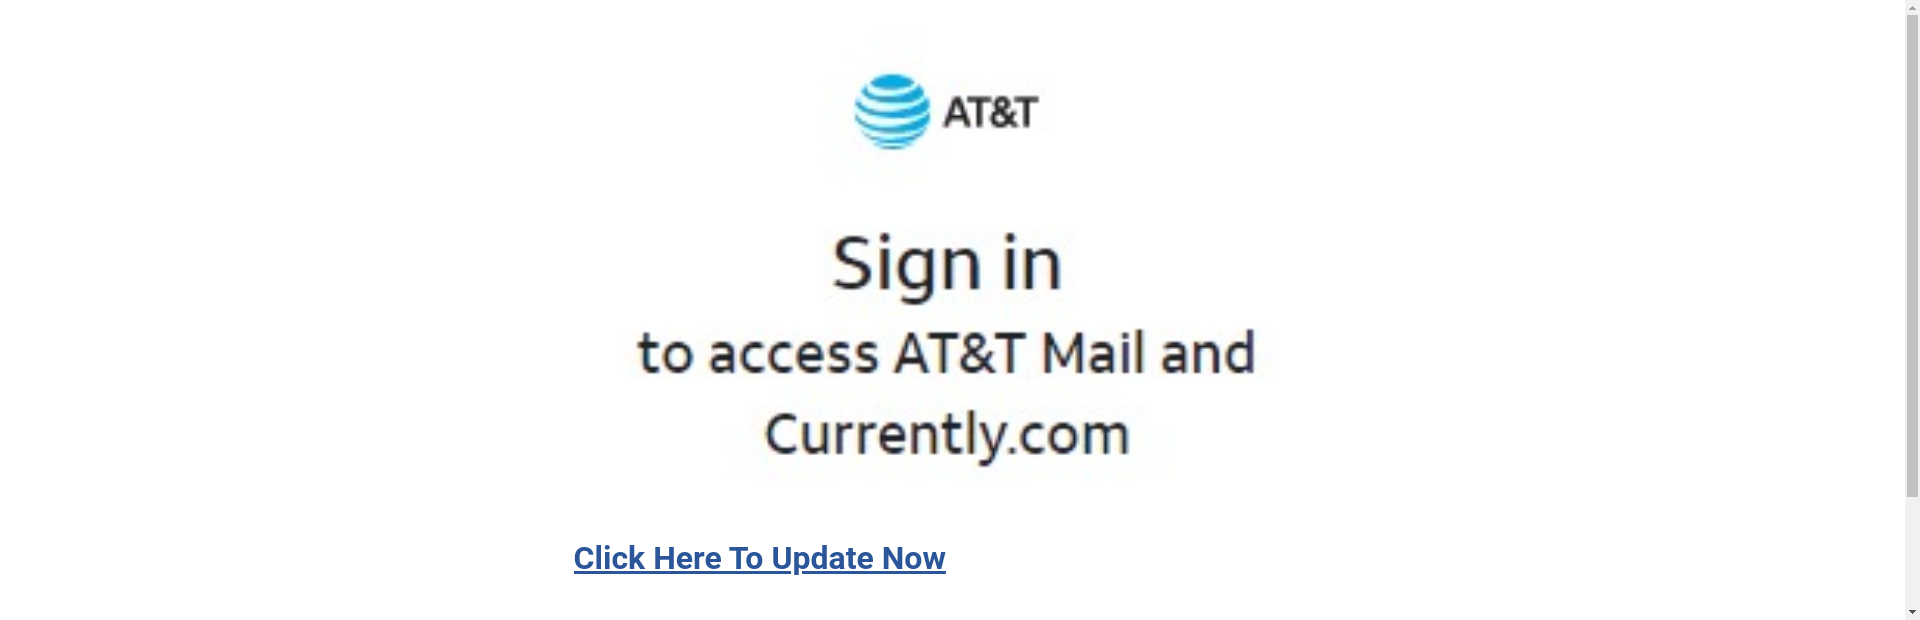 AT&T
Sign in
to access AT&T Mail and
Currently.com
Click Here To Update Now